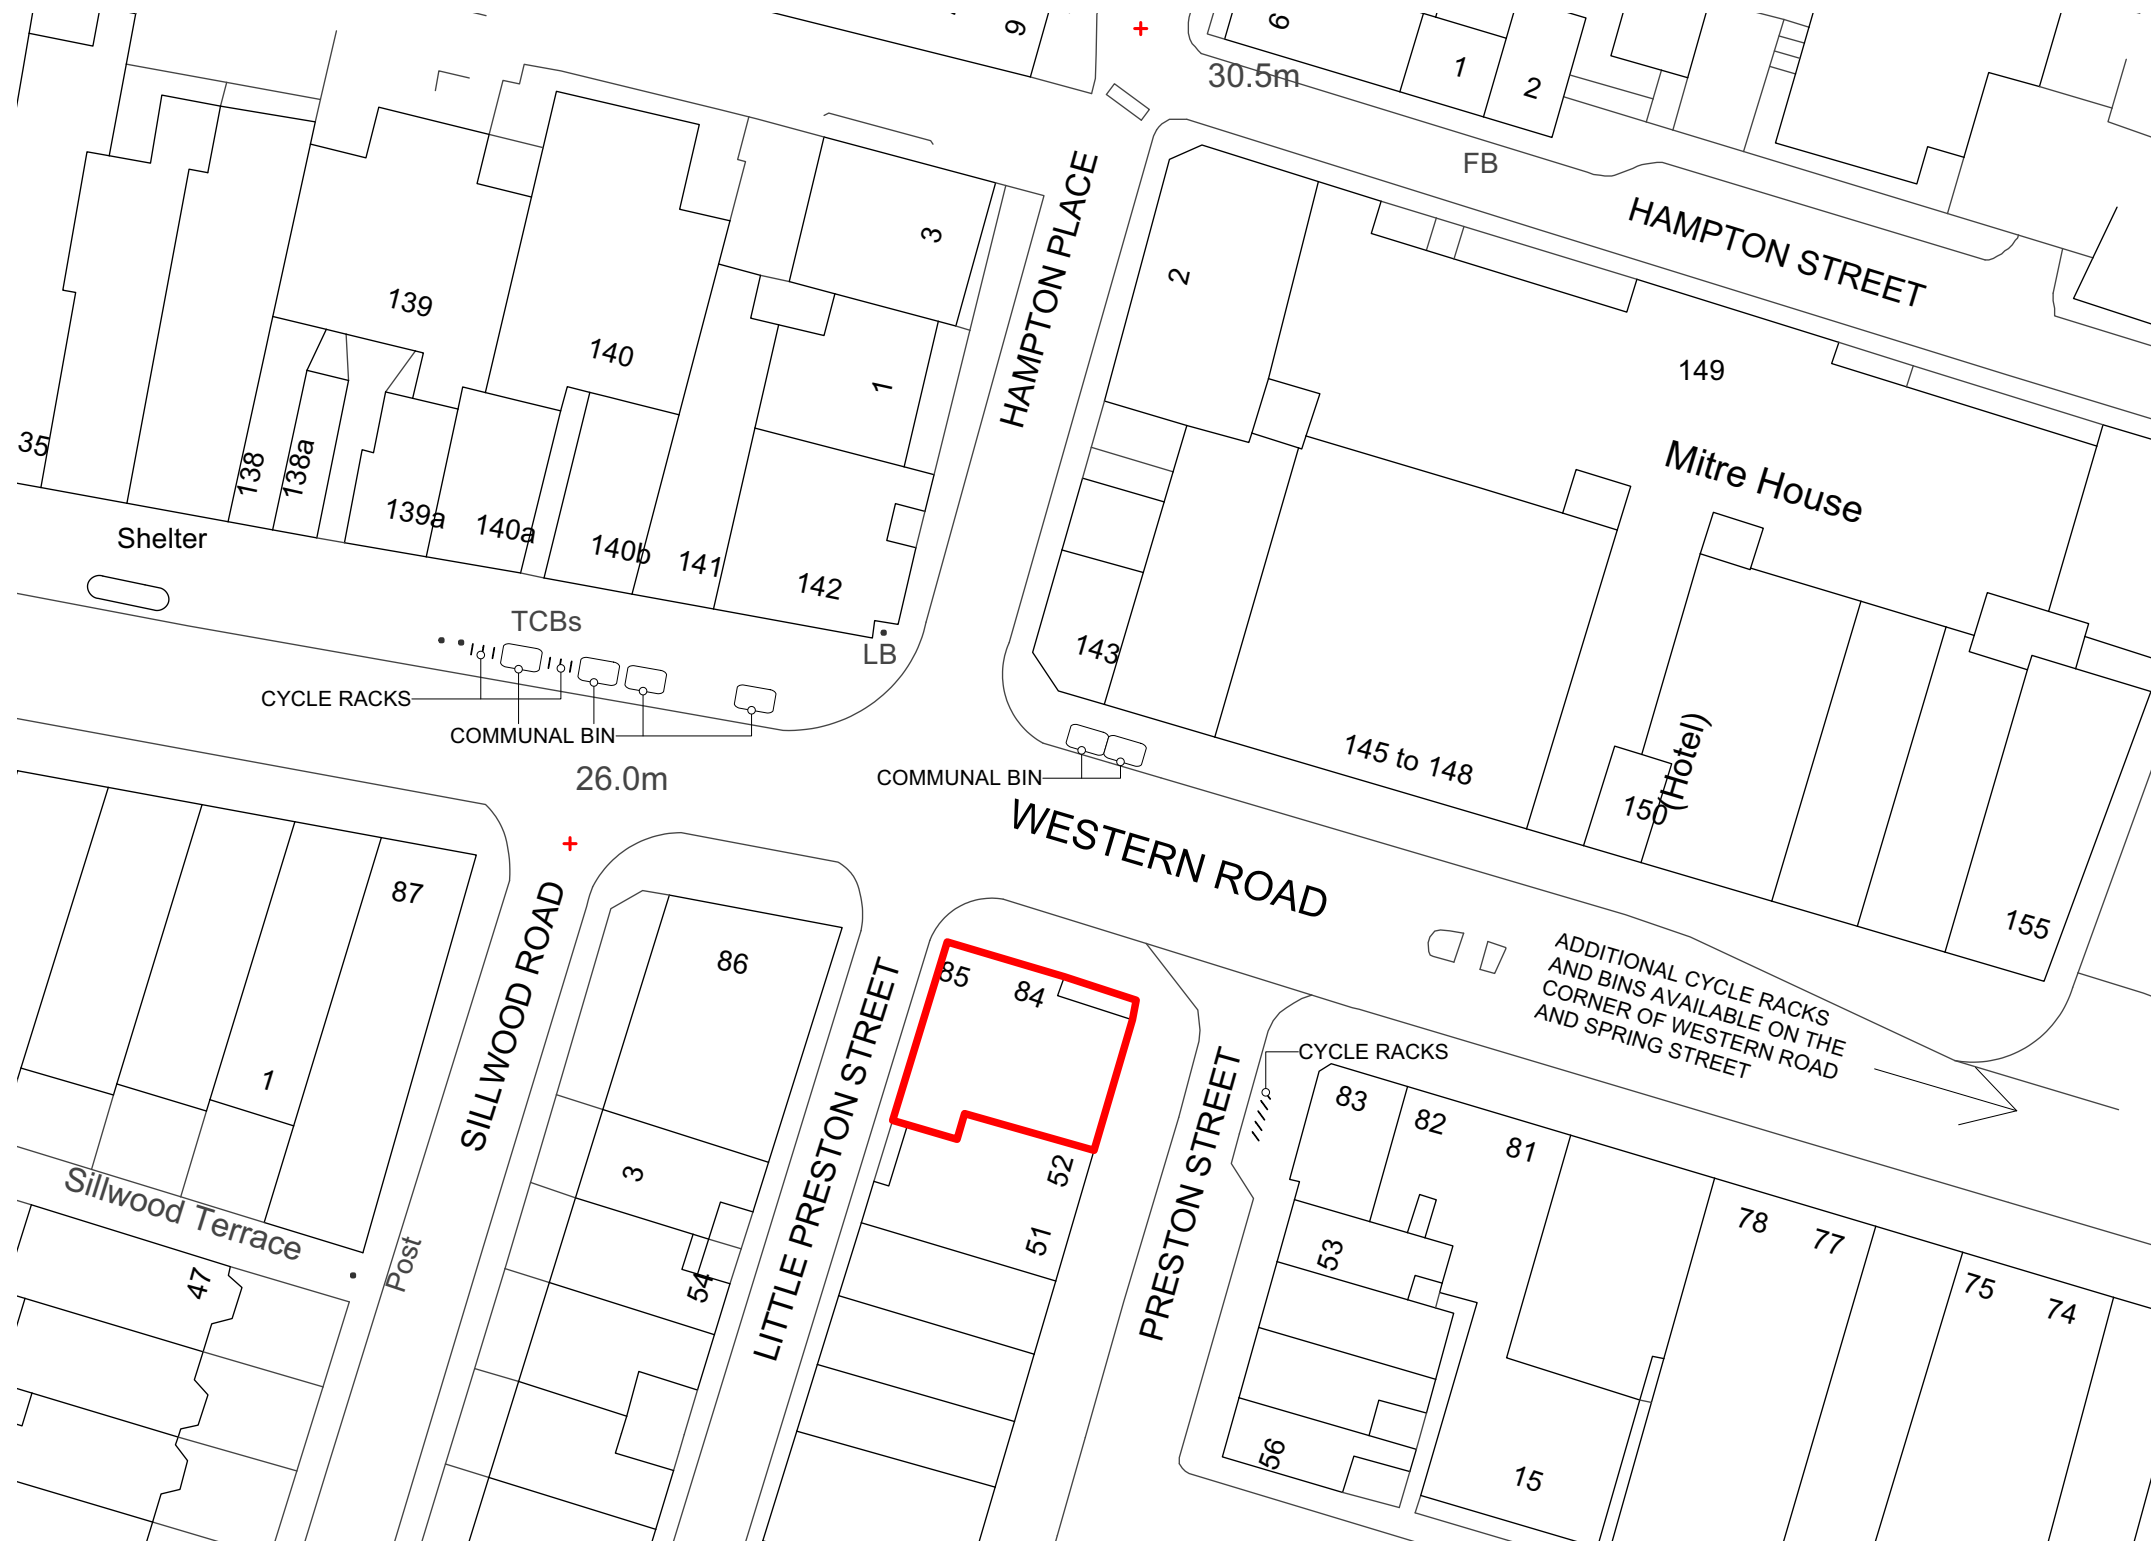 9
6
1
2
30.5m
FB
HAMPTON STREET
HAMPTON PLACE
3
2
139
140
1
149
Mitre House
35
138
138a
139a
140a
140b
141
142
Shelter
TCBs
LB
143
CYCLE RACKS
COMMUNAL BIN
26.0m
COMMUNAL BIN
145 to 148
150
(Hotel)
155
WESTERN ROAD
87
86
85
84
SILLWOOD ROAD
LITTLE PRESTON STREET
PRESTON STREET
ADDITIONAL CYCLE RACKS
AND BINS AVAILABLE ON THE
CORNER OF WESTERN ROAD
AND SPRING STREET
CYCLE RACKS
83
82
81
1
3
52
51
53
78
77
75
74
Sillwood Terrace
Post
47
54
56
15